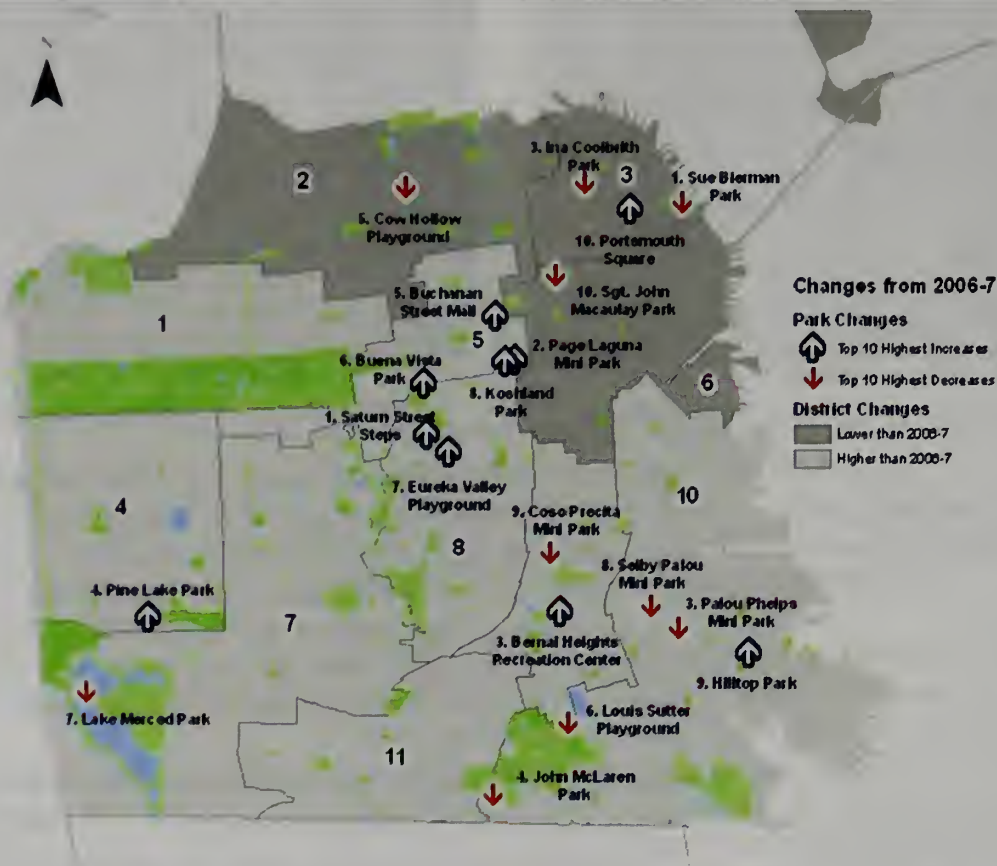 2
3. Ina Coolbrith
Park
3
1. Sue Bierman
Park
5. Cow Hollow
Playground
10. Portsmouth
Square
1
5. Buchanan
Street Mall
10. Sgt. John
Macaulay Park
5
2. Page Laguna
Mini Park
6. Buena Vista
Park
8. Koshland
Park
6
1. Saturn Street
Steps
7. Eureka Valley
Playground
4
10
9. Coso Precita
Mini Park
8
8. Selby Palou
Mini Park
4. Pine Lake Park
3. Palou Phelps
Mini Park
7
3. Bernal Heights
Recreation Center
9. Hilltop Park
7. Lake Merced Park
6. Louis Sutter
Playground
11
4. John McLaren
Park
Changes from 2006-7
Park Changes
Top 10 Highest Increases
Top 10 Highest Decreases
District Changes
Lower than 2006-7
Higher than 2006-7